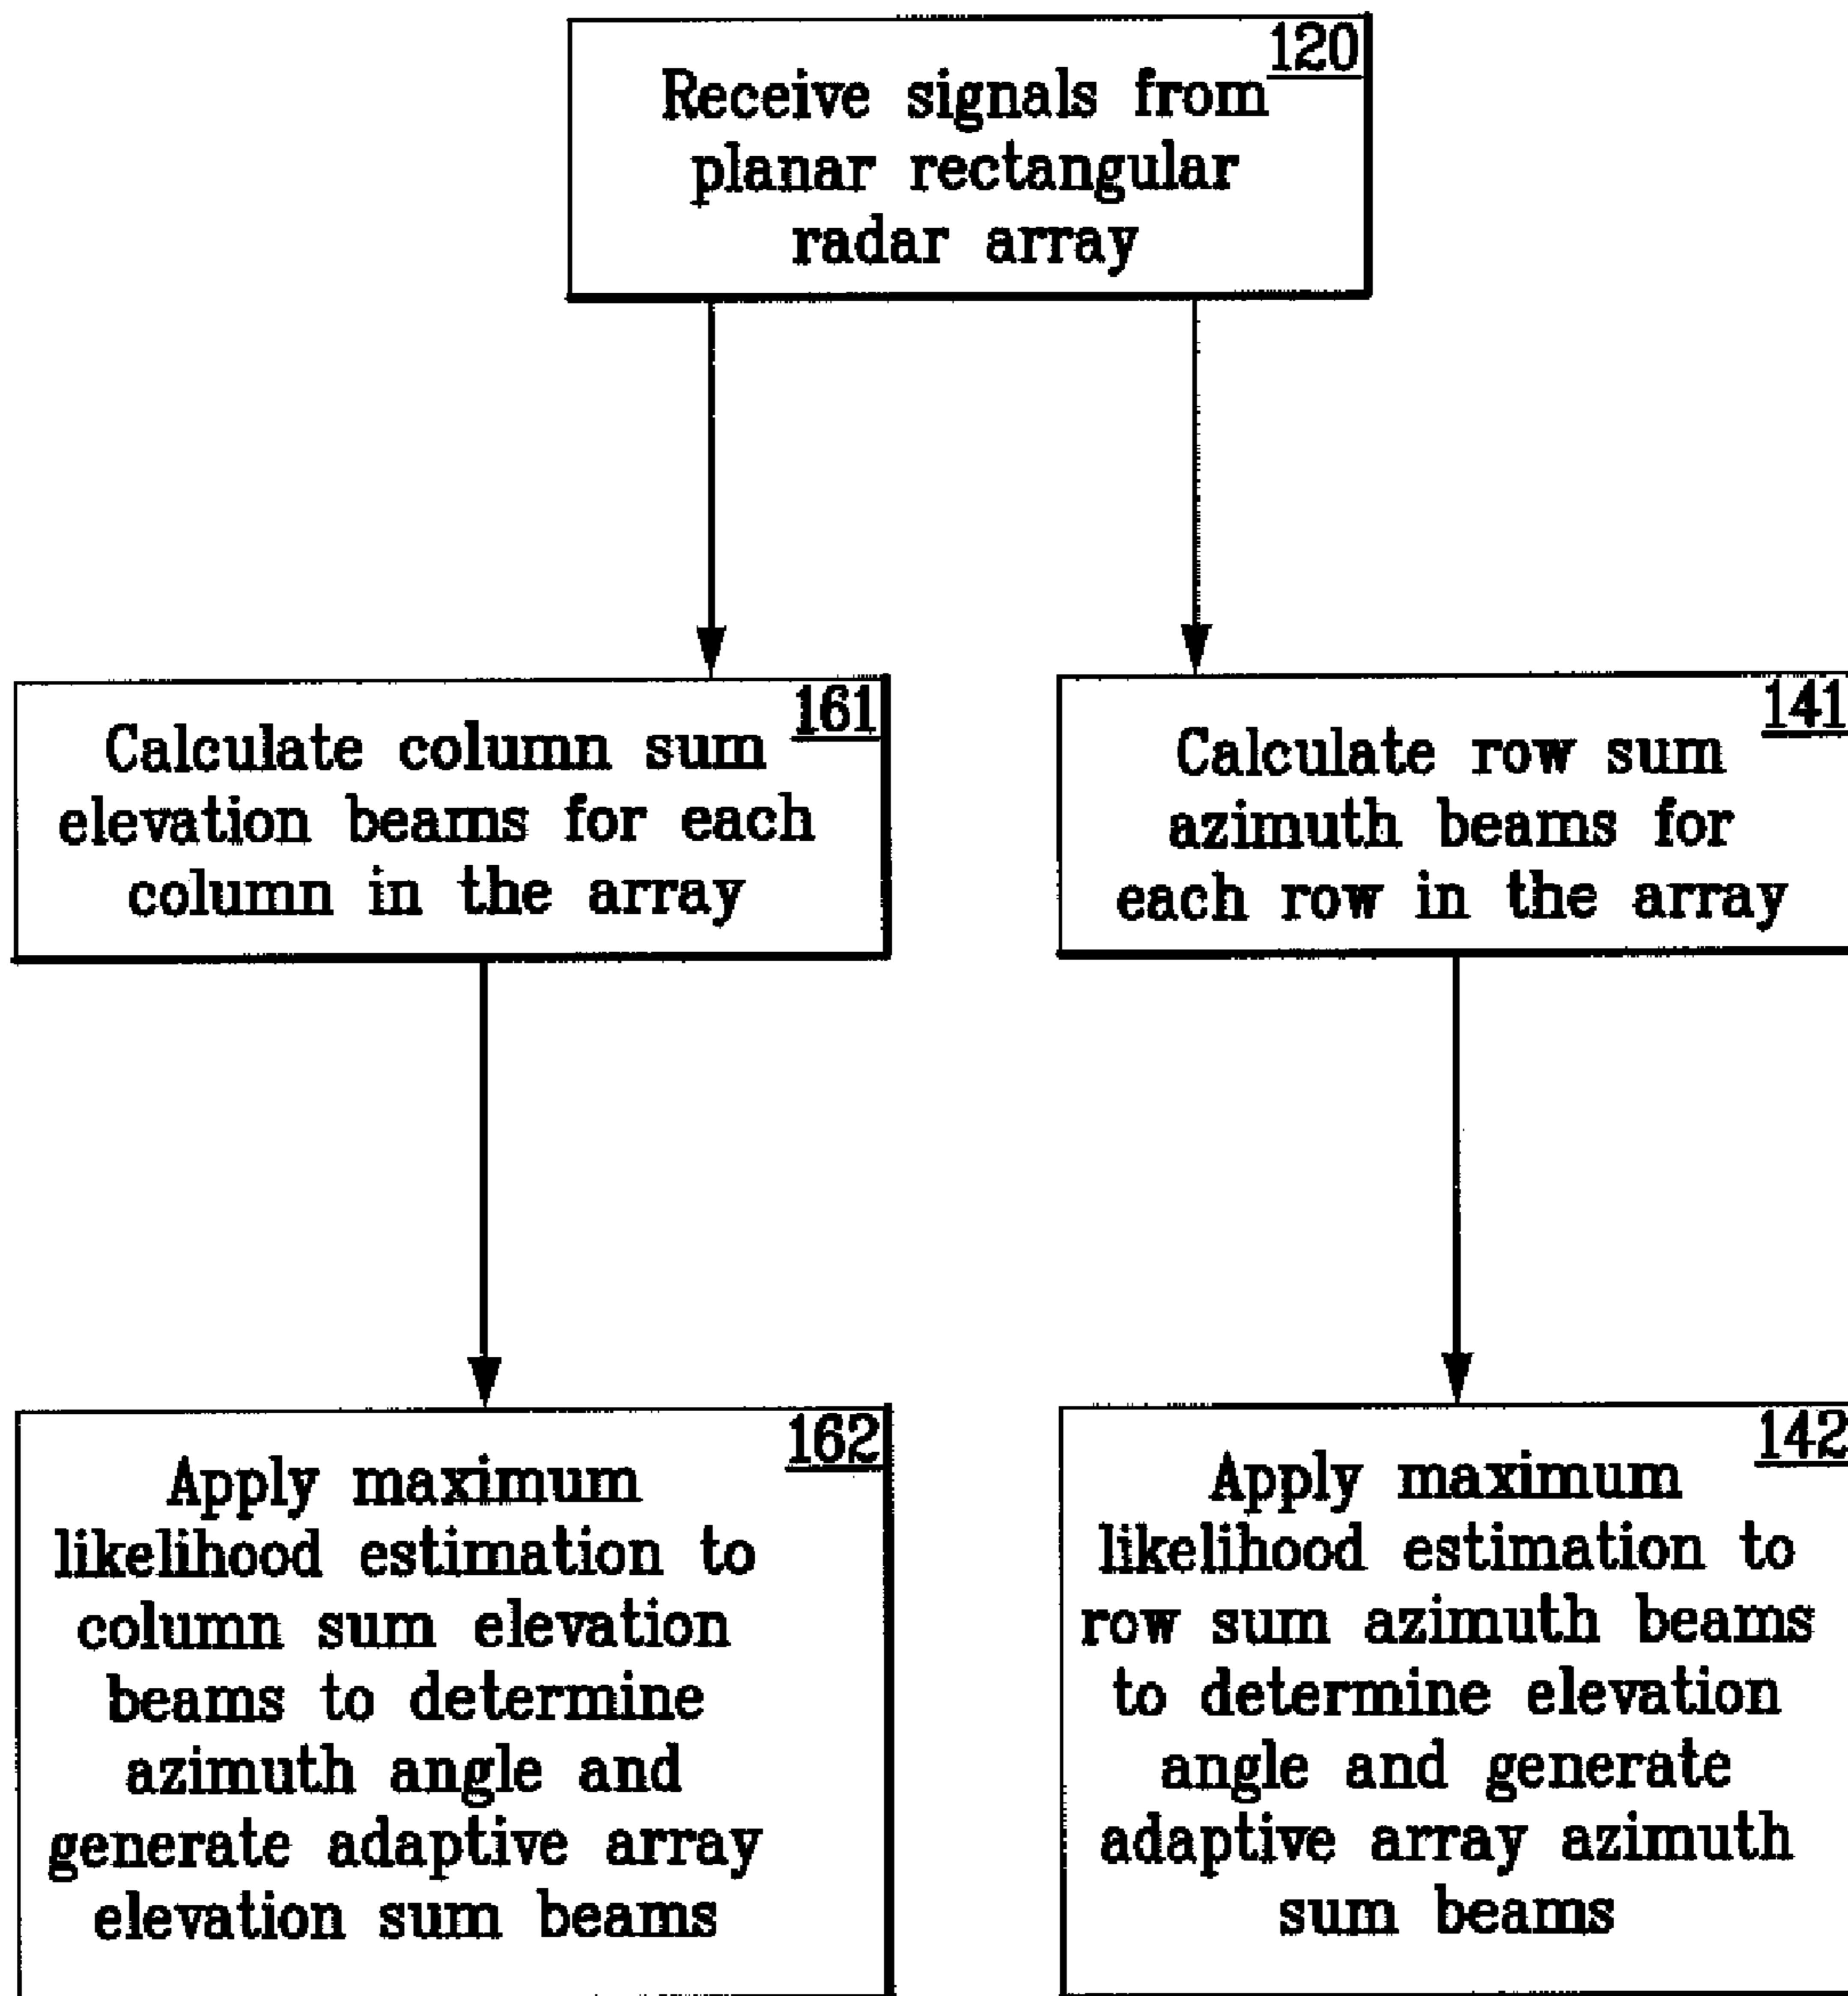 120
Receive signals from
planar rectangular
radar array
161
Calculate column sum
elevation beams for each
column in the array
141
Calculate row sum
azimuth beams for
each row in the array
162
Apply maximum
likelihood estimation to
column sum elevation
beams to determine
azimuth angle and
generate adaptive array
elevation sum beams
142
Apply maximum
likelihood estimation to
row sum azimuth beams
to determine elevation
angle and generate
adaptive array azimuth
sum beams